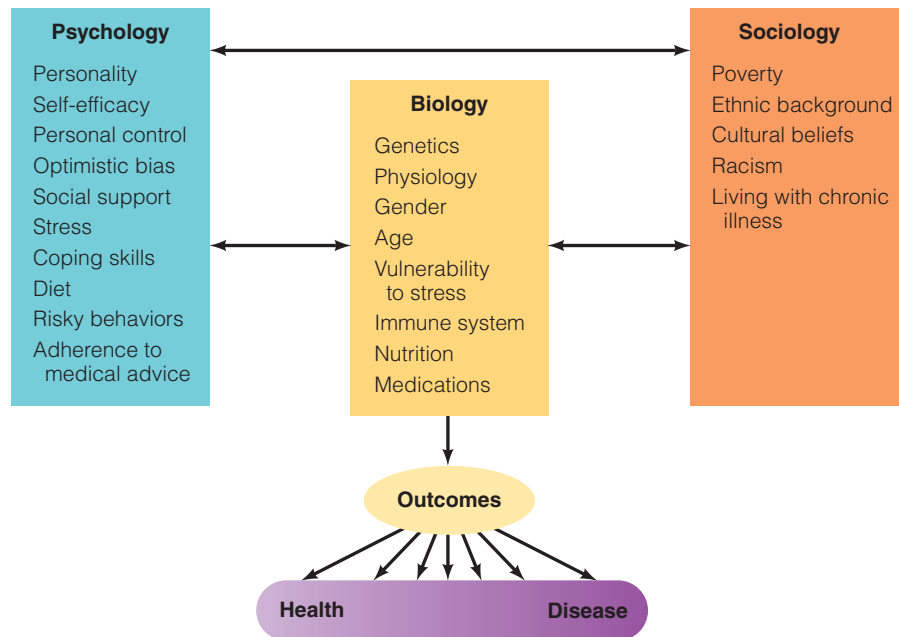 Psychology
Personality
Self-efficacy
Personal control
Optimistic bias
Social support
Stress
Coping skills
Diet
Risky behaviors
Adherence to
medical advice
Biology
Genetics
Physiology
Gender
Age
Vulnerability
to stress
Immune system
Nutrition
Medications
Sociology
Poverty
Ethnic background
Cultural beliefs
Racism
Living with chronic
illness
Outcomes
Health
Disease